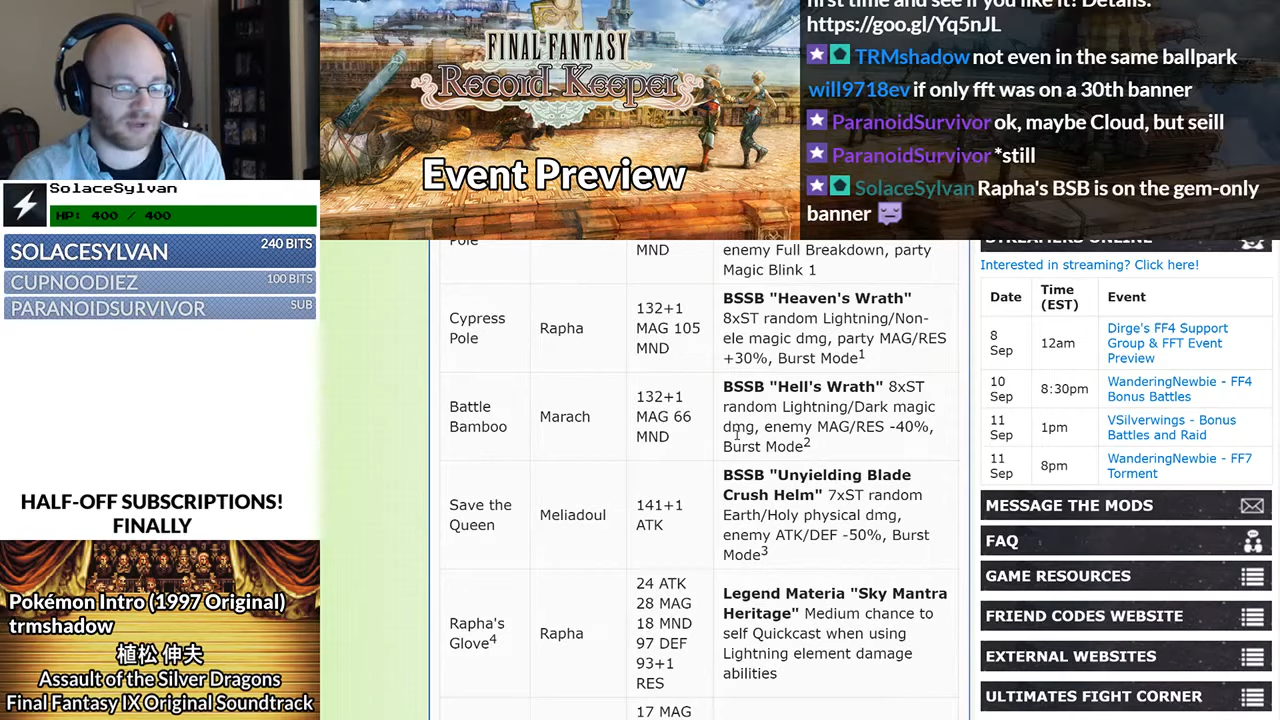 SolaceSylvan
HP: 400 / 400
SOLACESYLVAN 240 BITS
CUPNOODIEZ 100 BITS
PARANOIDSURVIVOR SUB
HALF-OFF SUBSCRIPTIONS!
FINALLY
Pokémon Intro (1997 Original)
trmshadow
植松 伸夫
Assault of the Silver Dragons
Final Fantasy IX Original Soundtrack
FINAL FANTASY
Record Keeper
Event Preview
first time and see if you like it! Details:
https://goo.gl/Yq5nJL
TRMshadow not even in the same ballpark
will9718ev if only fft was on a 30th banner
ParanoidSurvivor ok, maybe Cloud, but seill
ParanoidSurvivor *still
SolaceSylvan Rapha's BSB is on the gem-only
banner
Pole
MND
enemy Full Breakdown, party
Magic Blink 1
Cypress
Pole
Rapha
132+1
MAG 105
MND
BSSB "Heaven's Wrath"
8xST random Lightning/Non-
ele magic dmg, party MAG/RES
+30%, Burst Mode1
Battle
Bamboo
Marach
132+1
MAG 66
MND
BSSB "Hell's Wrath" 8xST
random Lightning/Dark magic
dmg, enemy MAG/RES -40%,
Burst Mode2
Save the
Queen
Meliadoul
141+1
ATK
BSSB "Unyielding Blade
Crush Helm" 7xST random
Earth/Holy physical dmg,
enemy ATK/DEF -50%, Burst
Mode3
Rapha's
Glove4
Rapha
24 ATK
28 MAG
18 MND
97 DEF
93+1
RES
Legend Materia "Sky Mantra
Heritage" Medium chance to
self Quickcast when using
Lightning element damage
abilities
17 MAG
STREAMERS ONLINE
Interested in streaming? Click here!
Date
Time
(EST)
Event
8
Sep
12am
Dirge's FF4 Support
Group & FFT Event
Preview
10
Sep
8:30pm
WanderingNewbie - FF4
Bonus Battles
11
Sep
1pm
VSilverwings - Bonus
Battles and Raid
11
Sep
8pm
WanderingNewbie - FF7
Torment
MESSAGE THE MODS
FAQ
GAME RESOURCES
FRIEND CODES WEBSITE
EXTERNAL WEBSITES
ULTIMATES FIGHT CORNER